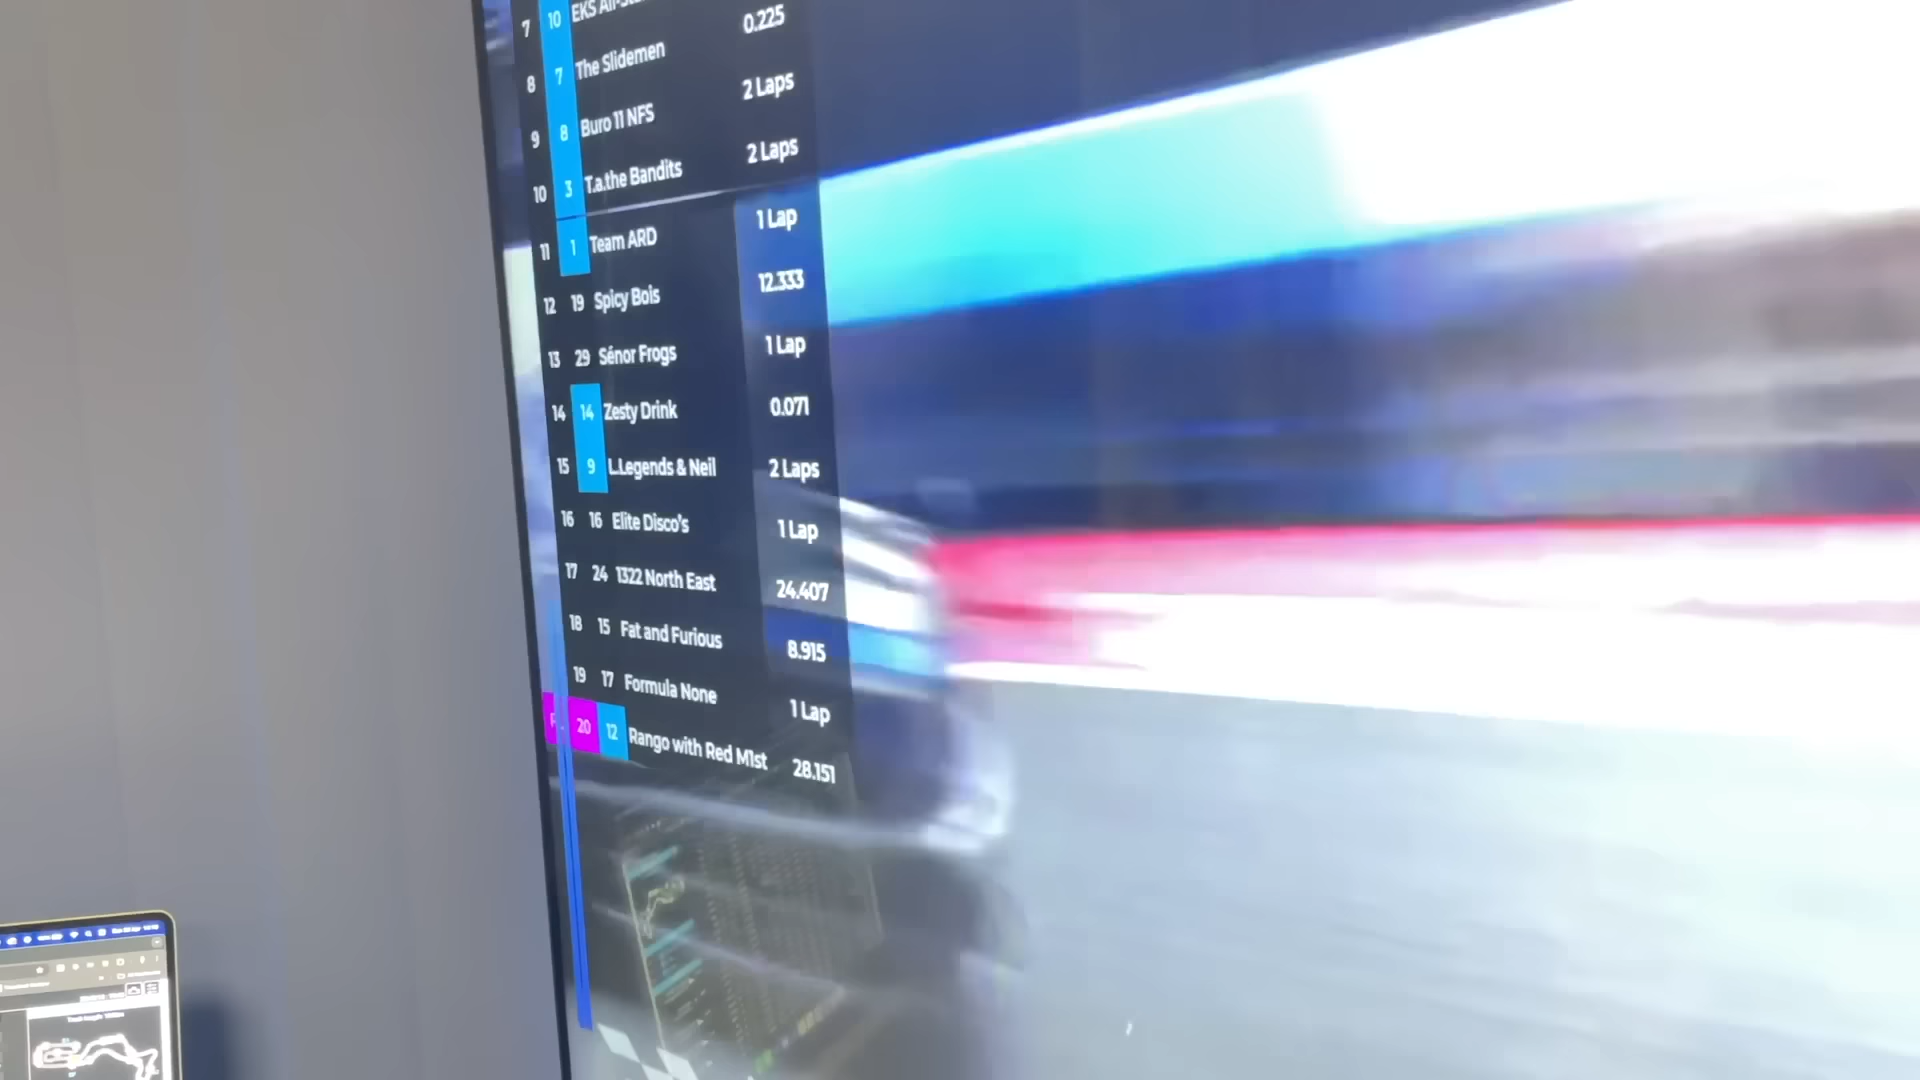 7 10 EKS All-St
0.225
8 7 The Slidemen
2 Laps
9 8 Buro 11 NFS
2 Laps
10 3 T.a.the Bandits
1 Lap
11 1 Team ARD
12.333
12 19 Spicy Bois
1 Lap
13 29 Sénor Frogs
0.071
14 14 Zesty Drink
2 Laps
15 9 L.Legends & Neil
1 Lap
16 16 Elite Disco's
24.407
17 24 1322 North East
8.915
18 15 Fat and Furious
1 Lap
19 17 Formula None
28.151
20 12 Rango with Red M1st